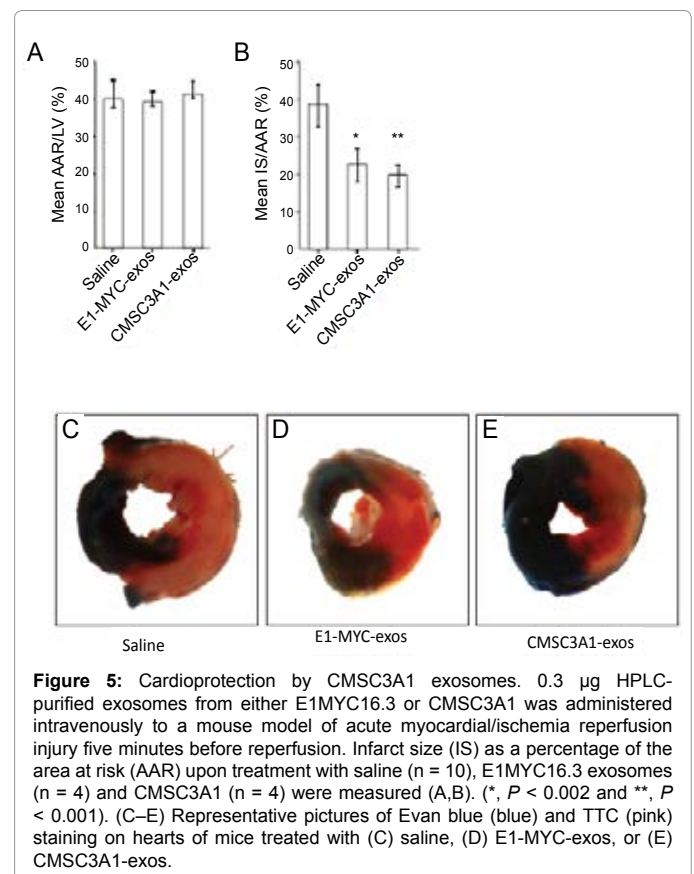 A
B
50
40
30
20
10
0
Mean AAR/LV (%)
Saline
E1-MYC-exos
CMSC3A1-exos
50
40
30
20
10
0
Mean IS/AAR (%)
*
**
Saline
E1-MYC-exos
CMSC3A1-exos
C
D
E
Saline
E1-MYC-exos
CMSC3A1-exos
Figure 5: Cardioprotection by CMSC3A1 exosomes. 0.3 µg HPLC-
purified exosomes from either E1MYC16.3 or CMSC3A1 was administered
intravenously to a mouse model of acute myocardial/ischemia reperfusion
injury five minutes before reperfusion. Infarct size (IS) as a percentage of the
area at risk (AAR) upon treatment with saline (n = 10), E1MYC16.3 exosomes
(n = 4) and CMSC3A1 (n = 4) were measured (A,B). (*, P < 0.002 and **, P
< 0.001). (C–E) Representative pictures of Evan blue (blue) and TTC (pink)
staining on hearts of mice treated with (C) saline, (D) E1-MYC-exos, or (E)
CMSC3A1-exos.